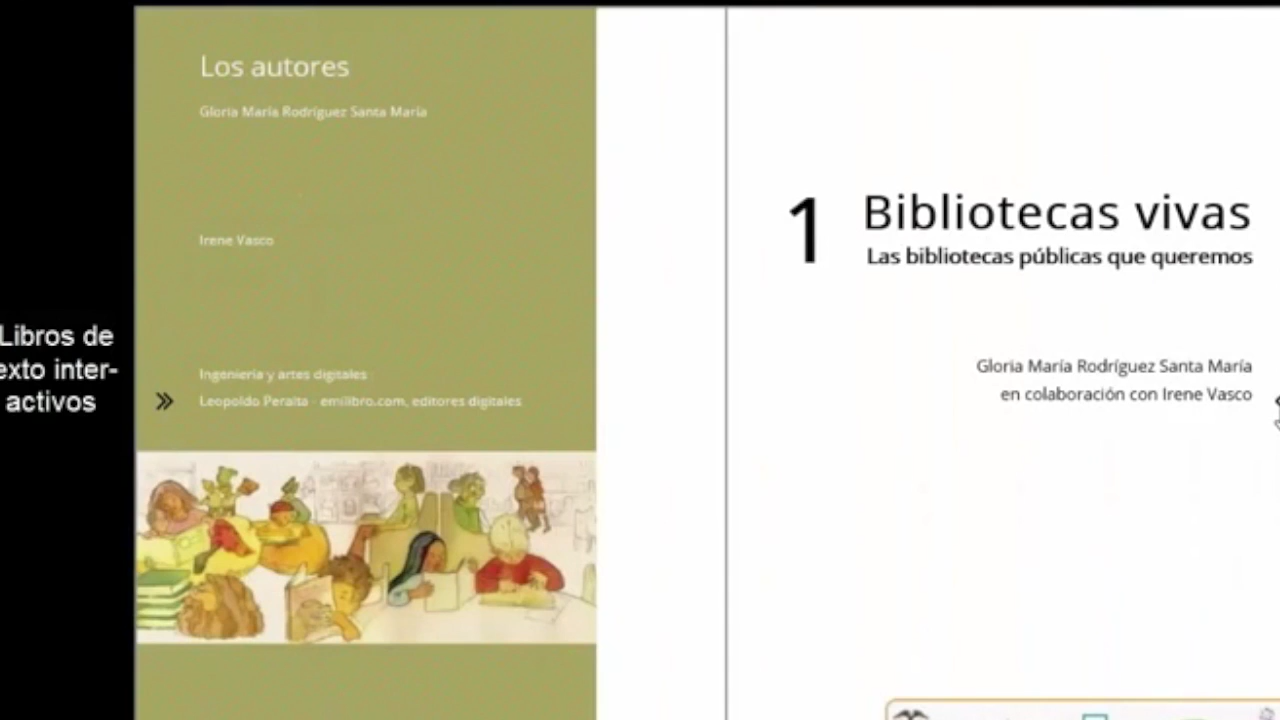 Libros de
exto inter-
activos
Los autores
Gloria María Rodríguez Santa María
Irene Vasco
Ingeniería y artes digitales
Leopoldo Peralta - emilibro.com, editores digitales
1 Bibliotecas vivas
Las bibliotecas públicas que queremos
Gloria María Rodríguez Santa María
en colaboración con Irene Vasco